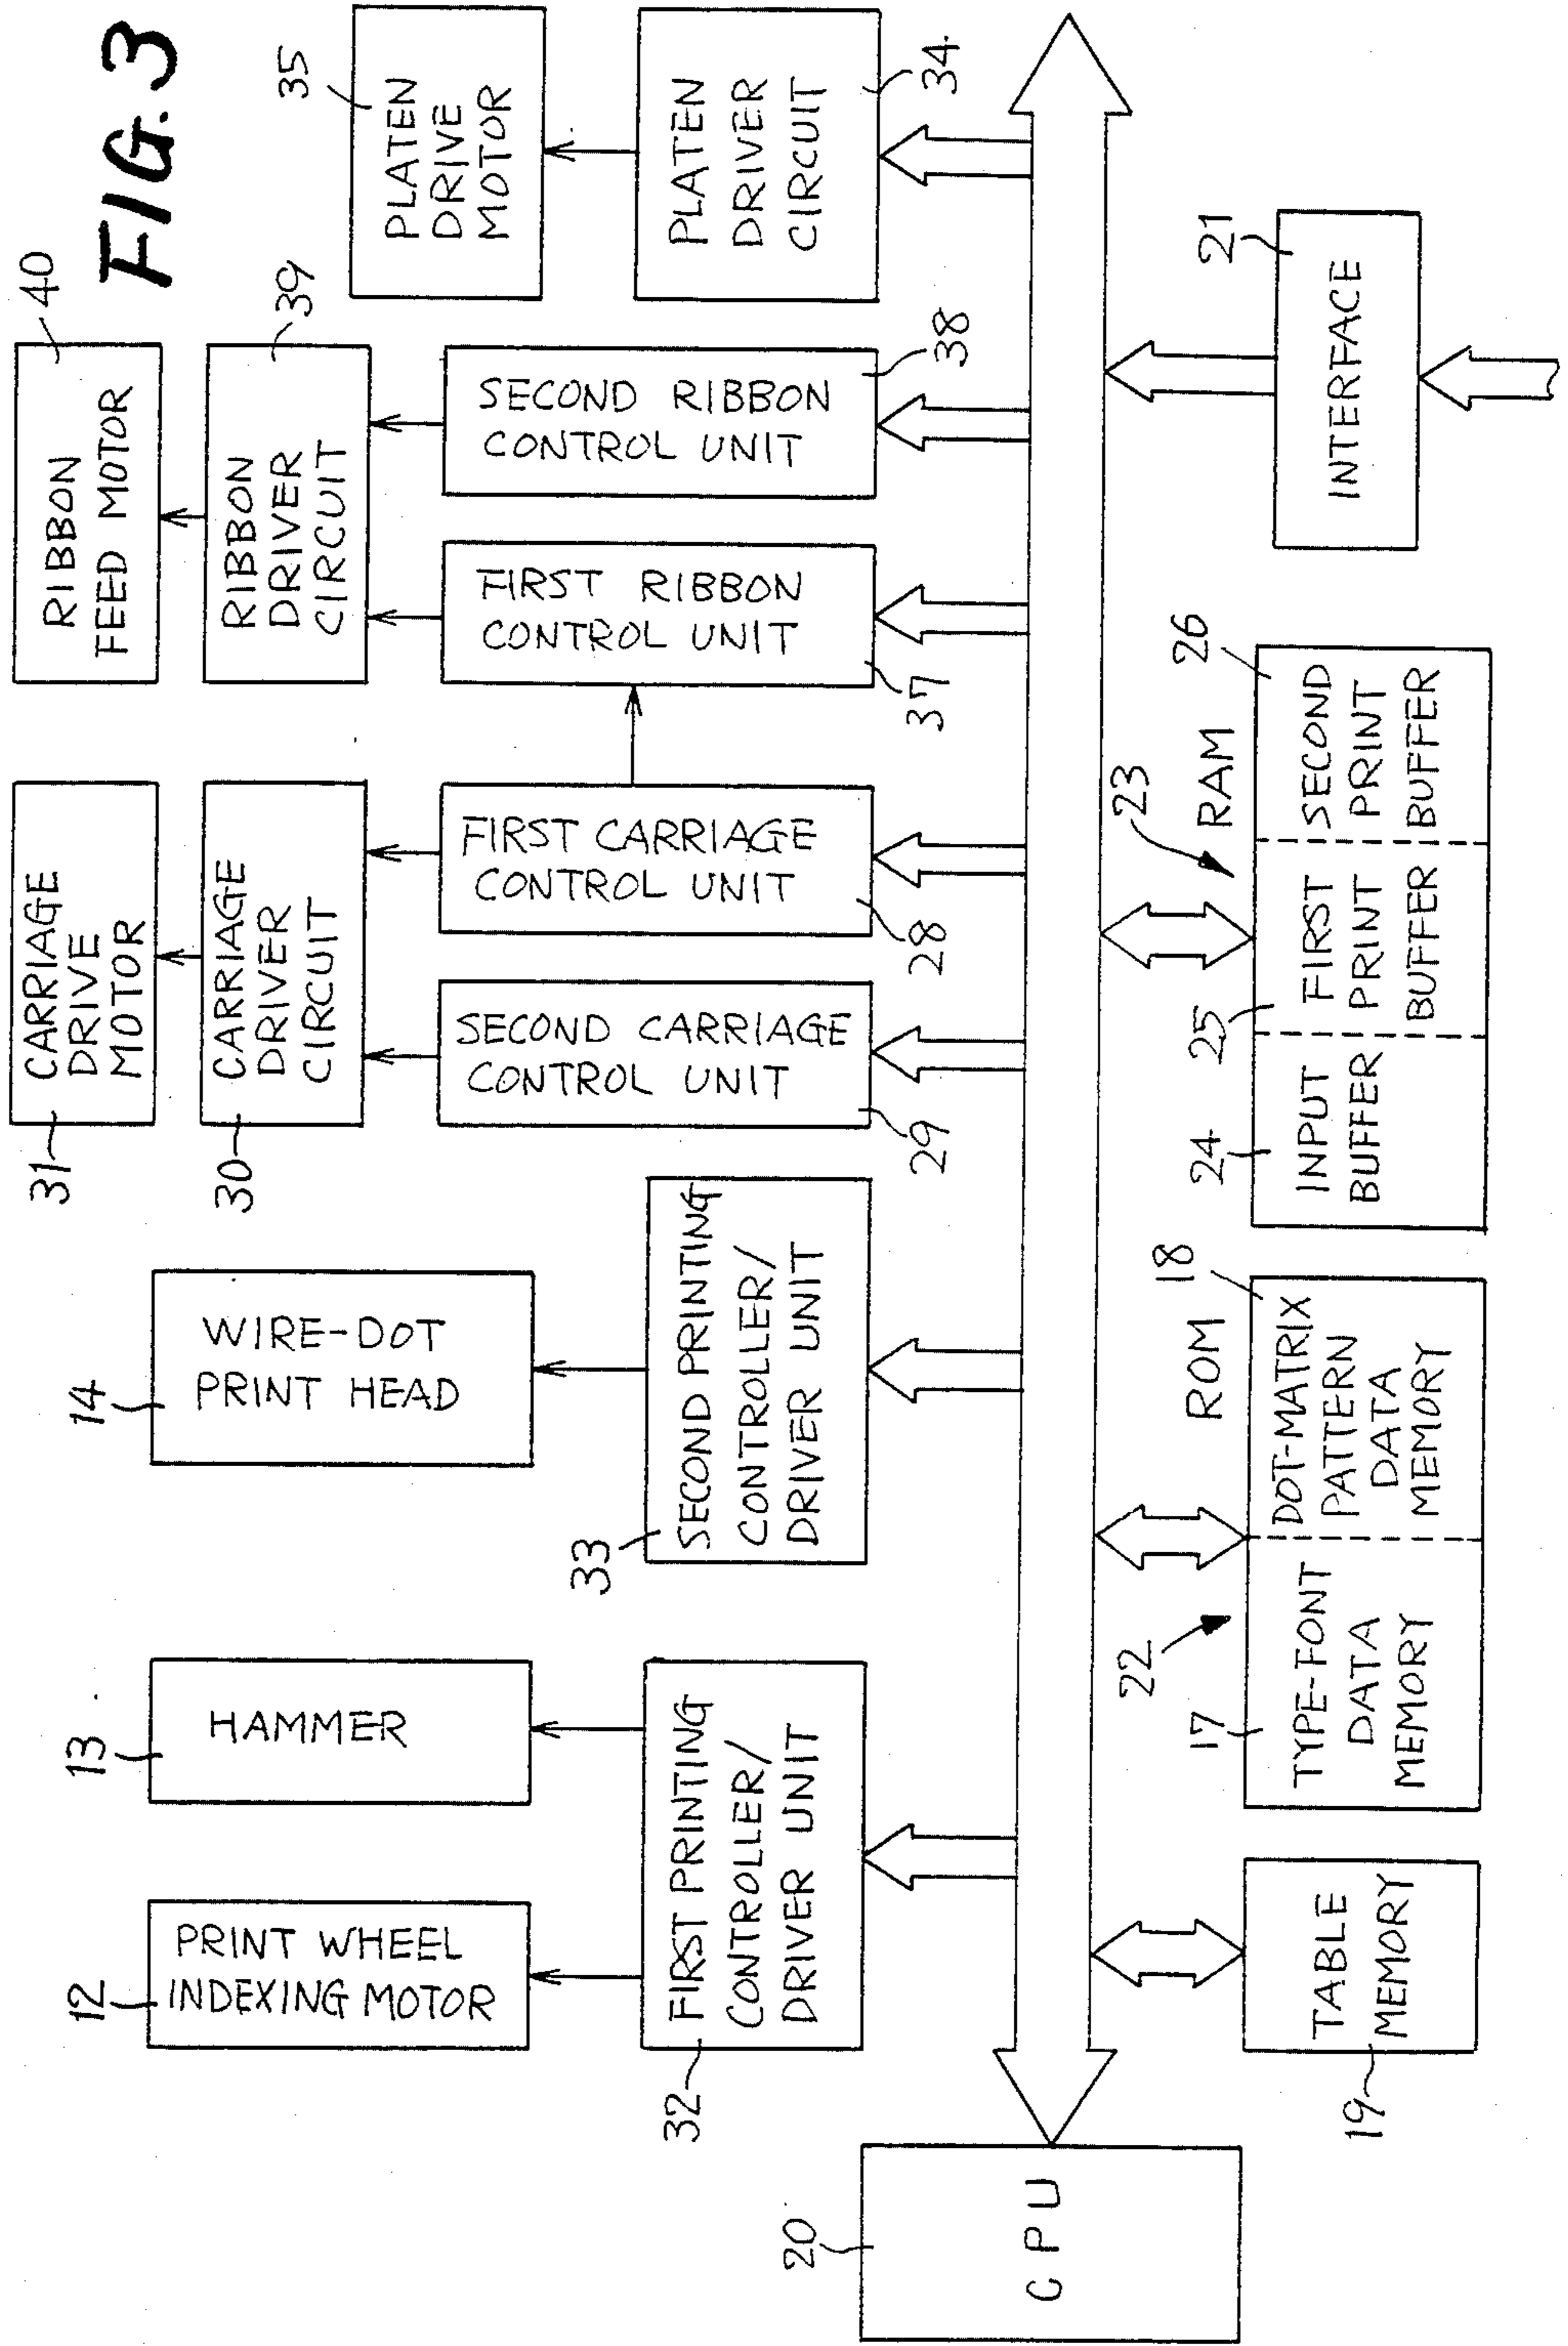 FIG. 3
31
CARRIAGE
DRIVE
MOTOR
40
RIBBON
FEED MOTOR
14
WIRE-DOT
PRINT HEAD
30
CARRIAGE
DRIVER
CIRCUIT
39
RIBBON
DRIVER
CIRCUIT
35
PLATEN
DRIVE
MOTOR
12
PRINT WHEEL
INDEXING MOTOR
13
HAMMER
32
FIRST PRINTING
CONTROLLER/
DRIVER UNIT
33
SECOND PRINTING
CONTROLLER/
DRIVER UNIT
SECOND CARRIAGE
CONTROL UNIT
29
FIRST CARRIAGE
CONTROL UNIT
28
FIRST RIBBON
CONTROL UNIT
37
SECOND RIBBON
CONTROL UNIT
38
PLATEN
DRIVER
CIRCUIT
34
20
CPU
19
TABLE
MEMORY
22
ROM
17
TYPE-FONT
DATA
MEMORY
18
DOT-MATRIX
PATTERN
DATA
MEMORY
23
RAM
24
INPUT
BUFFER
25
FIRST
PRINT
BUFFER
26
SECOND
PRINT
BUFFER
21
INTERFACE